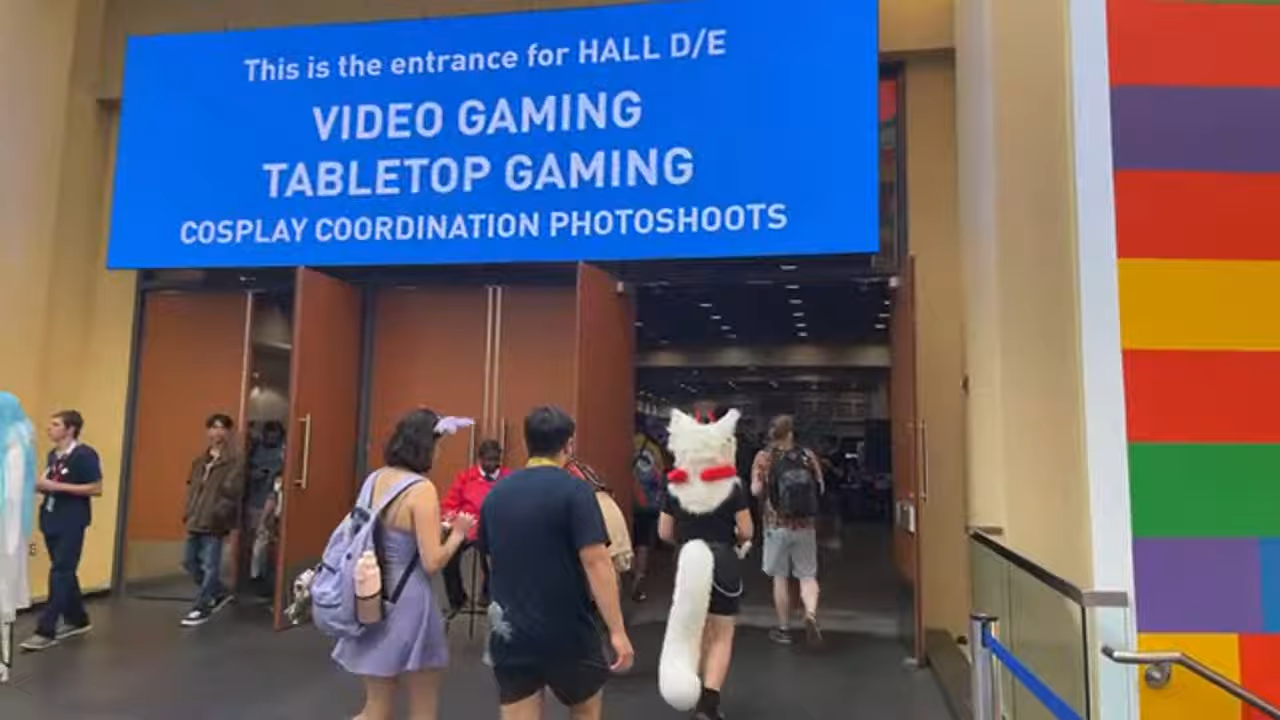 This is the entrance for HALL D/E
VIDEO GAMING
TABLETOP GAMING
COSPLAY COORDINATION PHOTOSHOOTS